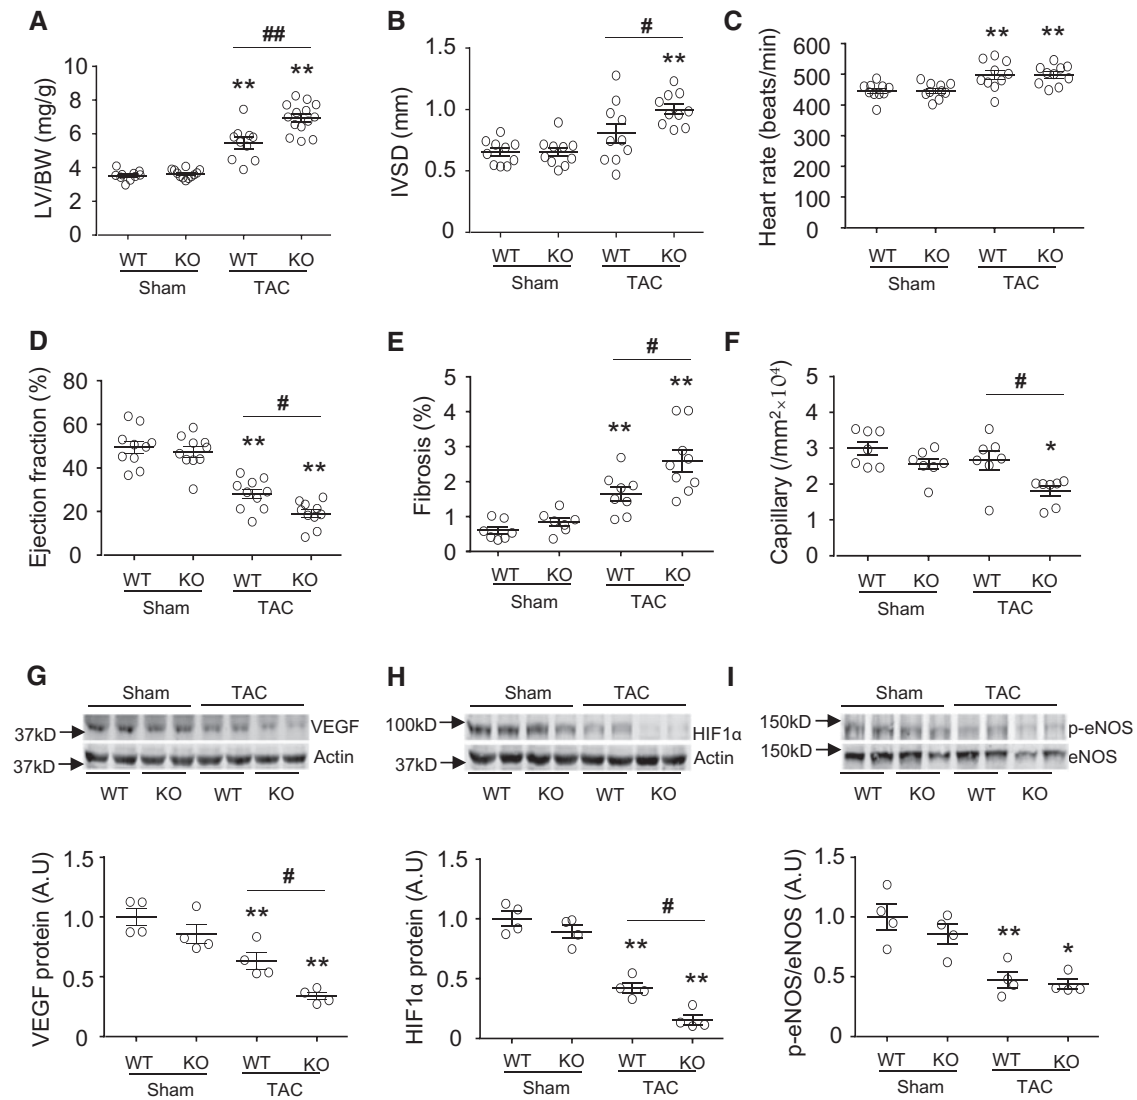 A
LV/BW (mg/g)
10
8
6
4
2
0
**
##
**
WT KO WT KO
Sham TAC
B
IVSD (mm)
1.5
1.0
0.5
0
#
**
WT KO WT KO
Sham TAC
C
Heart rate (beats/min)
600
500
400
300
200
100
0
** **
WT KO WT KO
Sham TAC
D
Ejection fraction (%)
80
60
40
20
0
#
**
**
WT KO WT KO
Sham TAC
E
Fibrosis (%)
5
4
3
2
1
0
#
**
**
WT KO WT KO
Sham TAC
F
Capillary (/mm²×10⁴)
5
4
3
2
1
0
#
*
WT KO WT KO
Sham TAC
G
Sham TAC
37kD VEGF
37kD Actin
WT KO WT KO
VEGF protein (A.U)
1.5
1.0
0.5
0
#
**
**
WT KO WT KO
Sham TAC
H
Sham TAC
100kD HIF1α
37kD Actin
WT KO WT KO
HIF1α protein (A.U)
1.5
1.0
0.5
0
#
**
**
WT KO WT KO
Sham TAC
I
Sham TAC
150kD p-eNOS
150kD eNOS
WT KO WT KO
p-eNOS/eNOS (A.U
1.5
1.0
0.5
0
**
*
WT KO WT KO
Sham TAC